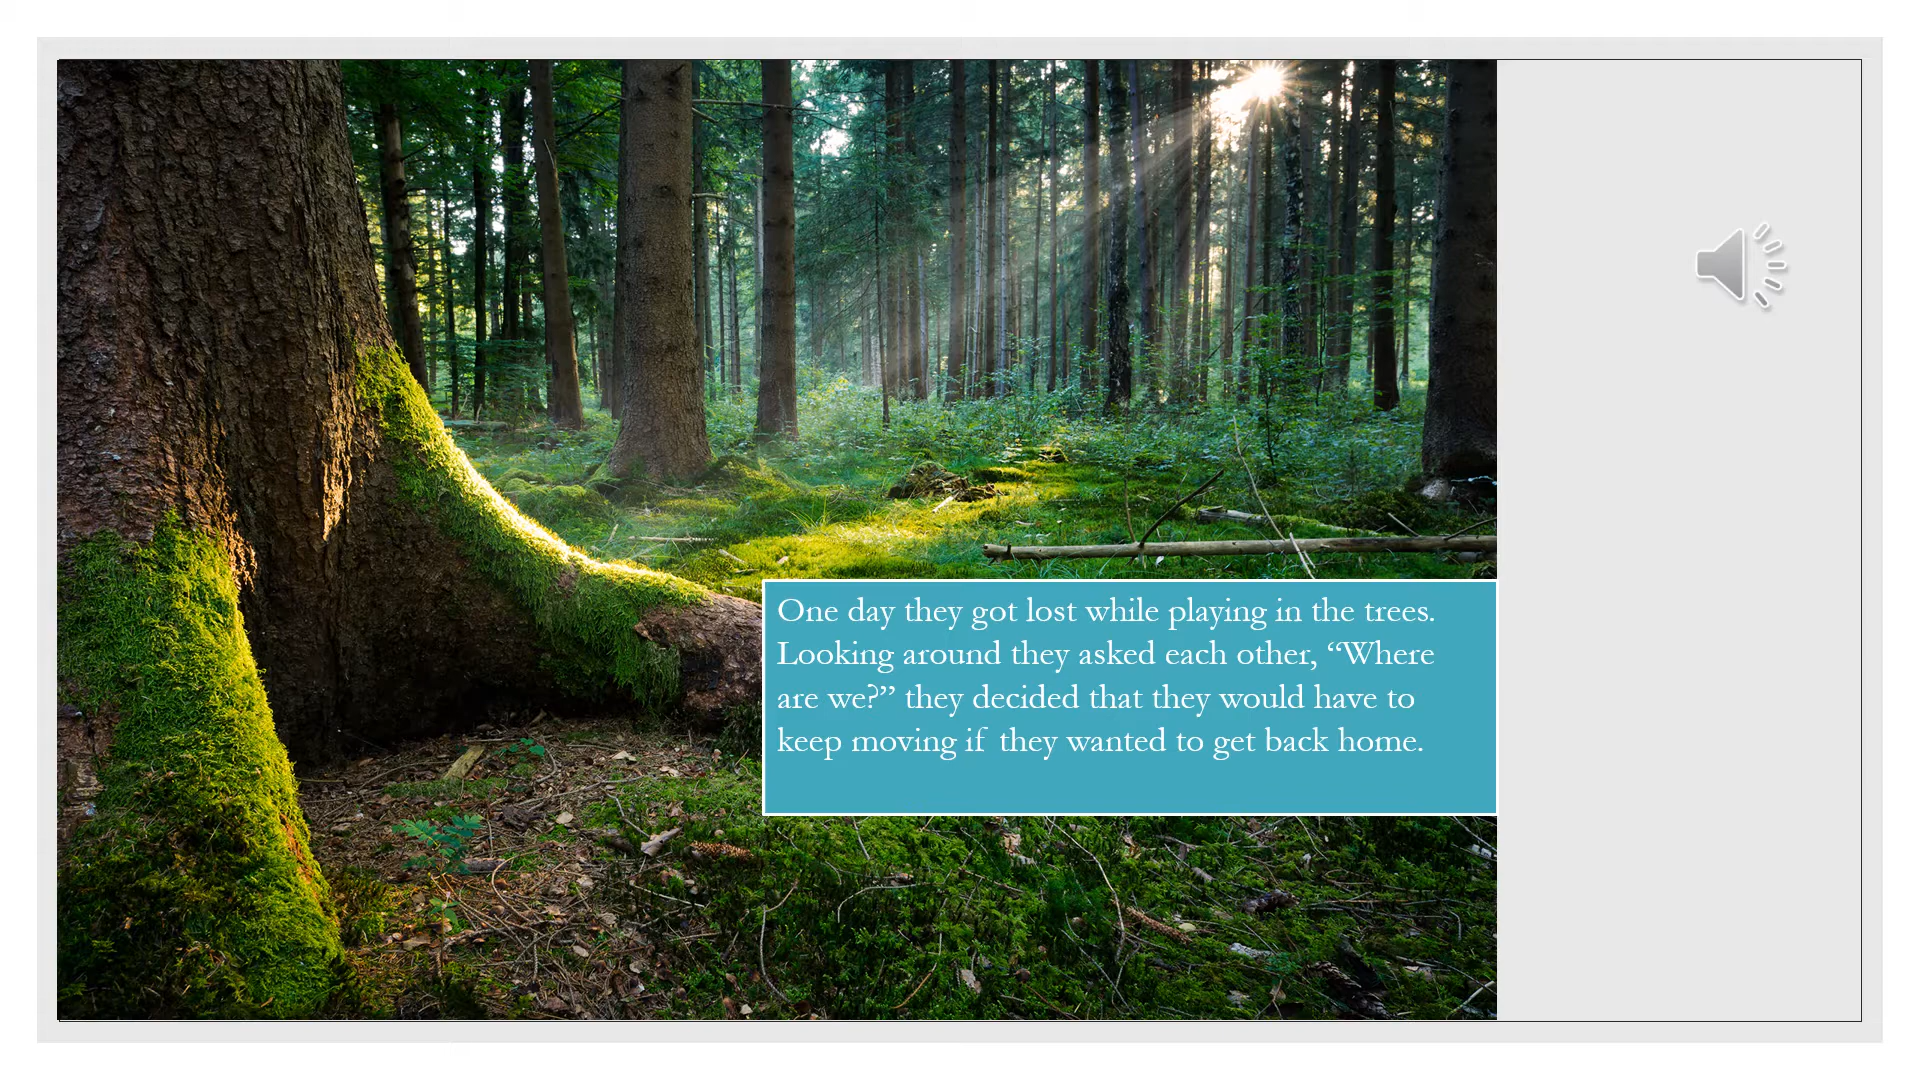 One day they got lost while playing in the trees.
Looking around they asked each other, “Where
are we?” they decided that they would have to
keep moving if they wanted to get back home.